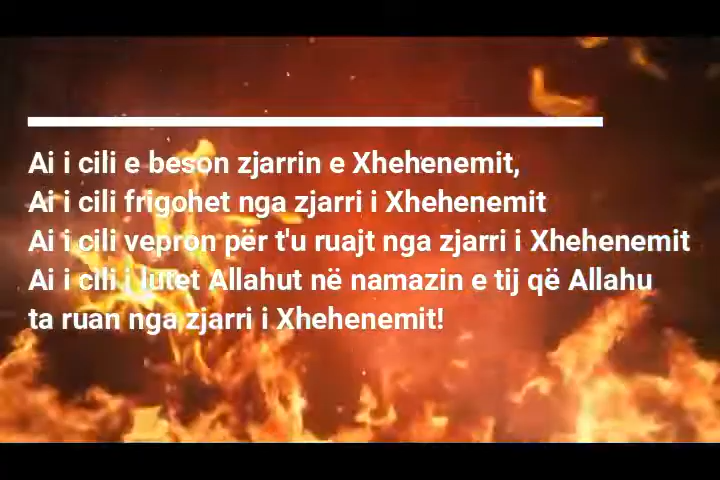 Ai i cili e beson zjarrin e Xhehenemit,
Ai i cili frigohet nga zjarri i Xhehenemit
Ai i cili vepron për t'u ruajt nga zjarri i Xhehenemit
Ai i cili i lutet Allahut në namazin e tij që Allahu
ta ruan nga zjarri i Xhehenemit!